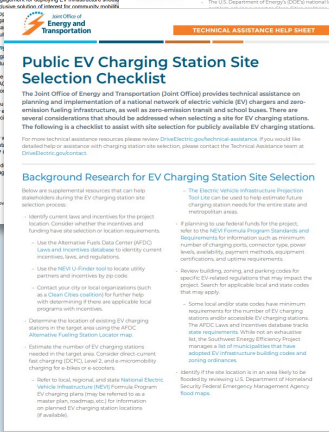 The U.S. Department of Energy's (DOE's) national l
Joint Office of
Energy and
Transportation
TECHNICAL ASSISTANCE HELP SHEET
Public EV Charging Station Site
Selection Checklist
The Joint Office of Energy and Transportation (Joint Office) provides technical assistance on
planning and implementation of a national network of electric vehicle (EV) chargers and zero-
emission fueling infrastructure, as well as zero-emission transit and school buses. There are
several considerations that should be addressed when selecting a site for EV charging stations.
The following is a checklist to assist with site selection for publicly available EV charging stations.
For more technical assistance resources please review DriveElectric.gov/technical-assistance. If you would like
detailed help or assistance with charging station site selection, please contact the Technical Assistance team at
DriveElectric.gov/contact.
Background Research for EV Charging Station Site Selection
Below are supplemental resources that can help
stakeholders during the EV charging station site
selection process:
- Identify current laws and incentives for the project
location. Consider whether the incentives and
funding have site selection or location requirements.
- Use the Alternative Fuels Data Center (AFDC)
Laws and Incentives database to identify current
incentives, laws, and regulations.
- Use the NEVI U-Finder tool to locate utility
partners and incentives by zip code.
- Contact your city or local organizations (such
as a Clean Cities coalition) for further help
with determining if there are applicable local
programs with incentives.
- Determine the location of existing EV charging
stations in the target area using the AFDC
Alternative Fueling Station Locator map.
- Estimate the number of EV charging stations
needed in the target area. Consider direct current
fast charging (DCFC), Level 2, and e-micromobility
charging for e-bikes or e-scooters.
- Refer to local, regional, and state National Electric
Vehicle Infrastructure (NEVI) Formula Program
EV charging plans (may be referred to as a
master plan, roadmap, etc.) for information
on planned EV charging station locations
(if available).
- The Electric Vehicle Infrastructure Projection
Tool Lite can be used to help estimate future
charging station needs for the entire state and
metropolitan areas.
- If planning to use federal funds for the project,
refer to the NEVI Formula Program Standards and
Requirements for information such as minimum
number of charging ports, connector type, power
levels, availability, payment methods, equipment
certifications, and uptime requirements.
- Review building, zoning, and parking codes for
specific EV-related regulations that may impact the
project. Search for applicable local and state codes
that may apply.
- Some local and/or state codes have minimum
requirements for the number of EV charging
stations and/or accessible EV charging stations.
The AFDC Laws and Incentives database tracks
state requirements. While not an exhaustive
list, the Southwest Energy Efficiency Project
manages a list of municipalities that have
adopted EV infrastructure building codes and
zoning ordinances.
- Identify if the site location is in an area likely to be
flooded by reviewing U.S. Department of Homeland
Security Federal Emergency Management Agency
flood maps.